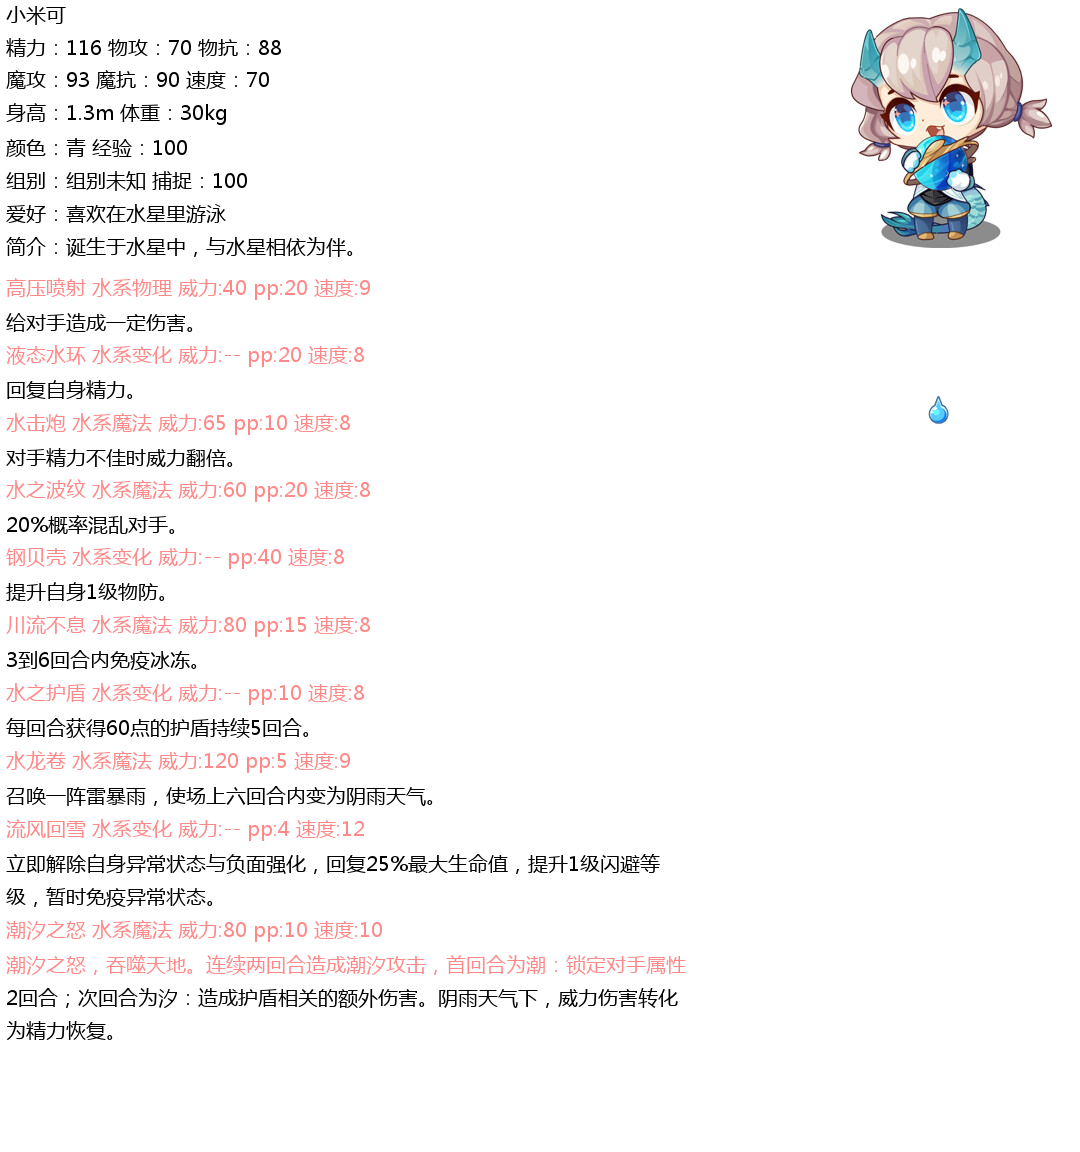 小米可
精力：116 物攻：70 物抗：88
魔攻：93 魔抗：90 速度：70
身高：1.3m 体重：30kg
颜色：青 经验：100
组别：组别未知 捕捉：100
爱好：喜欢在水星里游泳
简介：诞生于水星中，与水星相依为伴。
高压喷射 水系物理 威力:40 pp:20 速度:9
给对手造成一定伤害。
液态水环 水系变化 威力:-- pp:20 速度:8
回复自身精力。
水击炮 水系魔法 威力:65 pp:10 速度:8
对手精力不佳时威力翻倍。
水之波纹 水系魔法 威力:60 pp:20 速度:8
20%概率混乱对手。
钢贝壳 水系变化 威力:-- pp:40 速度:8
提升自身1级物防。
川流不息 水系魔法 威力:80 pp:15 速度:8
3到6回合内免疫冰冻。
水之护盾 水系变化 威力:-- pp:10 速度:8
每回合获得60点的护盾持续5回合。
水龙卷 水系魔法 威力:120 pp:5 速度:9
召唤一阵雷暴雨，使场上六回合内变为阴雨天气。
流风回雪 水系变化 威力:-- pp:4 速度:12
立即解除自身异常状态与负面强化，回复25%最大生命值，提升1级闪避等
级，暂时免疫异常状态。
潮汐之怒 水系魔法 威力:80 pp:10 速度:10
潮汐之怒，吞噬天地。连续两回合造成潮汐攻击，首回合为潮：锁定对手属性
2回合；次回合为汐：造成护盾相关的额外伤害。阴雨天气下，威力伤害转化
为精力恢复。